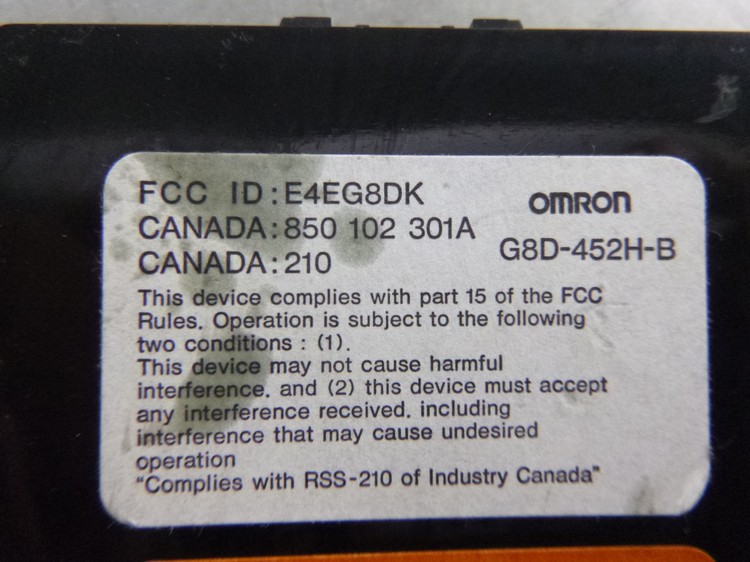 FCC ID:E4EG8DK
OMRON
CANADA:850 102 301A
G8D-452H-B
CANADA:210
This device complies with part 15 of the FCC
Rules. Operation is subject to the following
two conditions : (1).
This device may not cause harmful
interference. and (2) this device must accept
any interference received. including
interference that may cause undesired
operation
"Complies with RSS-210 of Industry Canada"